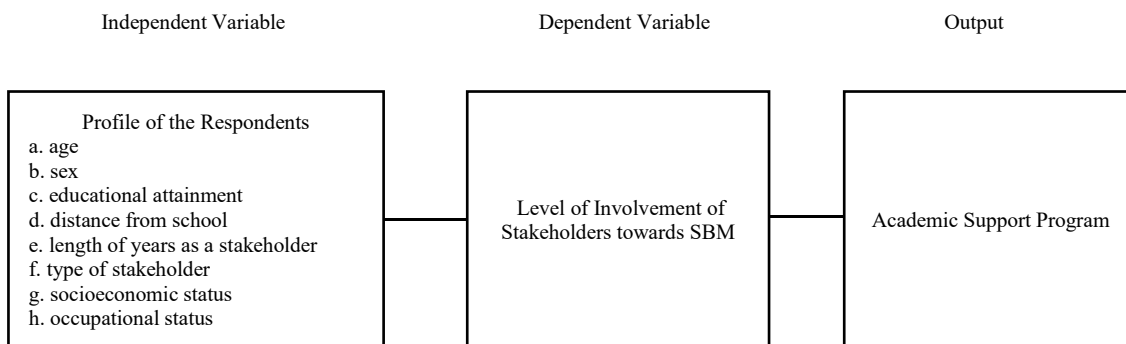 Independent Variable
Dependent Variable
Output
Profile of the Respondents
a. age
b. sex
c. educational attainment
d. distance from school
e. length of years as a stakeholder
f. type of stakeholder
g. socioeconomic status
h. occupational status
Level of Involvement of
Stakeholders towards SBM
Academic Support Program